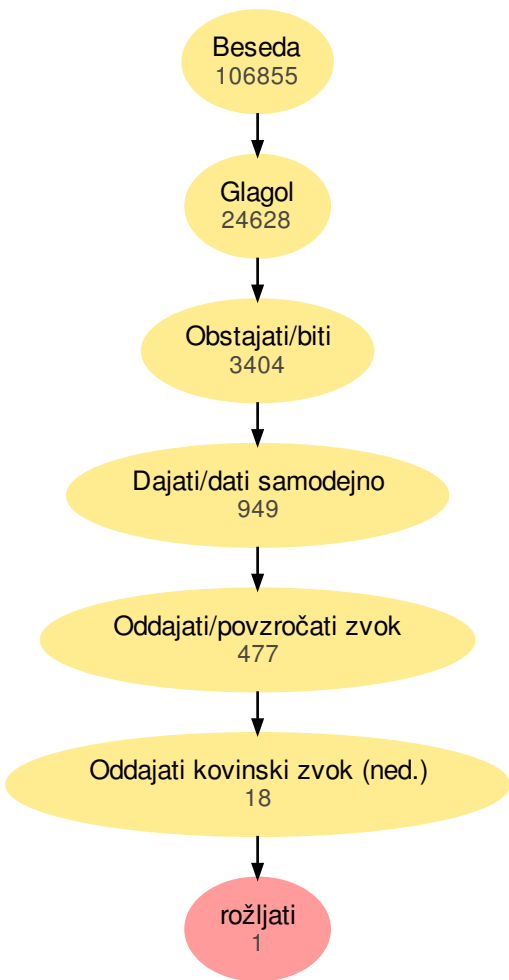 Beseda
106855
Glagol
24628
Obstajati/biti
3404
Dajati/dati samodejno
949
Oddajati/povzročati zvok
477
Oddajati kovinski zvok (ned.)
18
rožljati
1